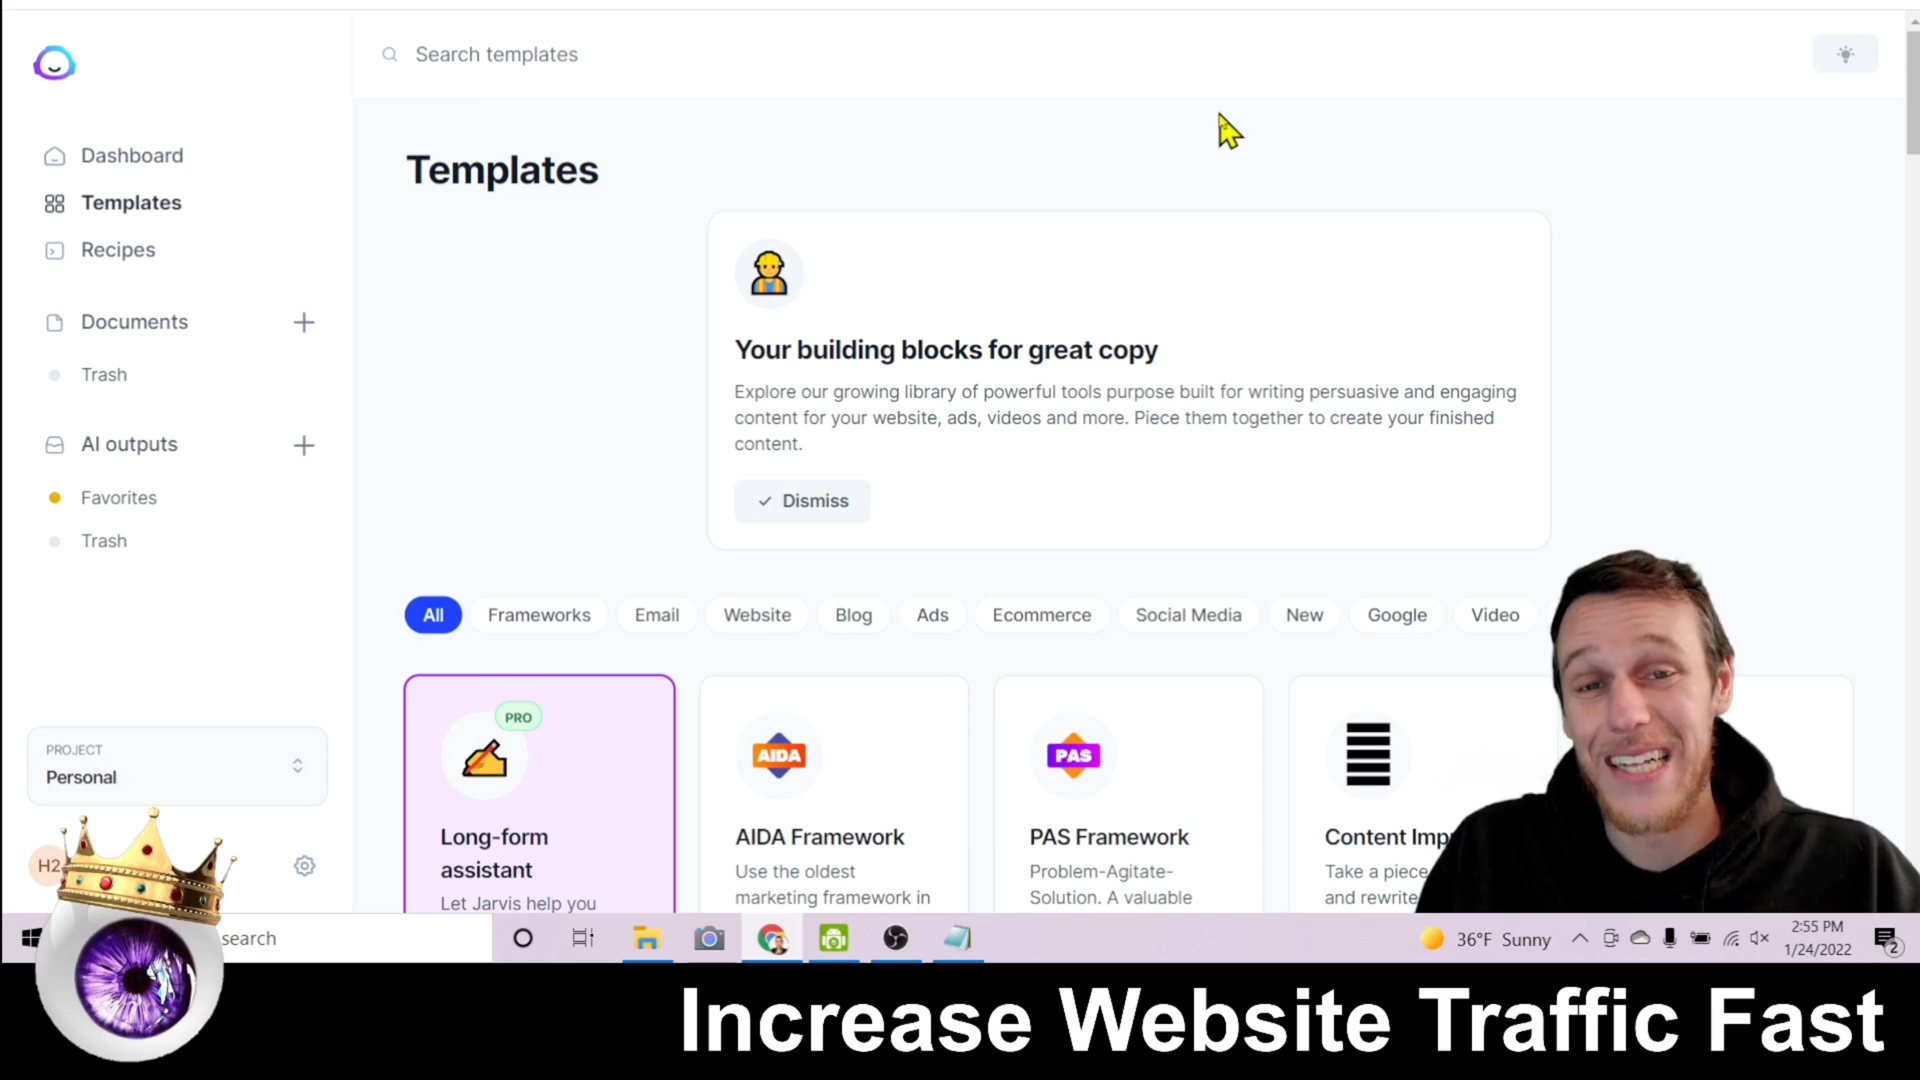 Search templates
Dashboard
Templates
Recipes
Documents
Trash
AI outputs
Favorites
Trash
PROJECT
Personal
H2
Templates
Your building blocks for great copy
Explore our growing library of powerful tools purpose built for writing persuasive and engaging
content for your website, ads, videos and more. Piece them together to create your finished
content.
Dismiss
All
Frameworks
Email
Website
Blog
Ads
Ecommerce
Social Media
New
Google
Video
PRO
Long-form
assistant
Let Jarvis help you
AIDA
AIDA Framework
Use the oldest
marketing framework in
PAS
PAS Framework
Problem-Agitate-
Solution. A valuable
Content Imp
Take a piece
and rewrite
search
36°F Sunny
2:55 PM
1/24/2022
2
Increase Website Traffic Fast